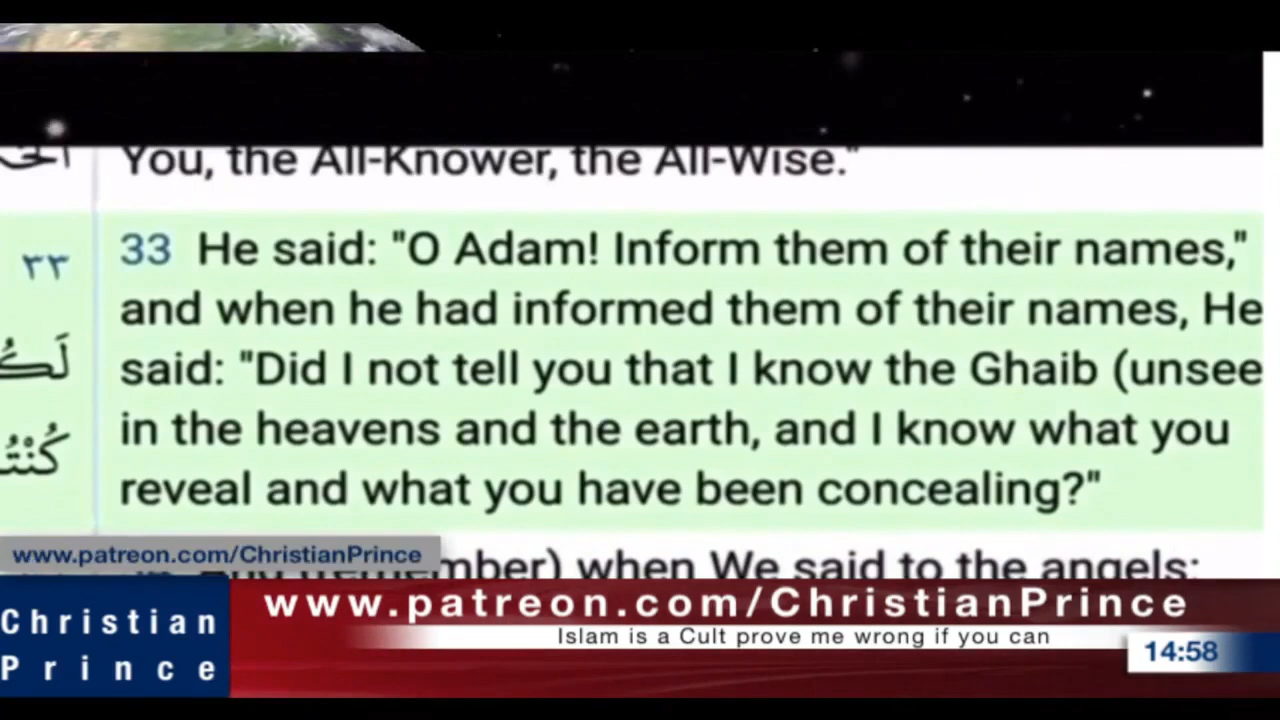 You, the All-Knower, the All-Wise."
٣٣
33 He said: "O Adam! Inform them of their names,"
and when he had informed them of their names, He
said: "Did I not tell you that I know the Ghaib (unsee
in the heavens and the earth, and I know what you
reveal and what you have been concealing?"
لَكُ
كُنْتُ
www.patreon.com/ChristianPrince
when We said to the angels:
www.patreon.com/ChristianPrince
Islam is a Cult prove me wrong if you can
Christian
Prince
14:58